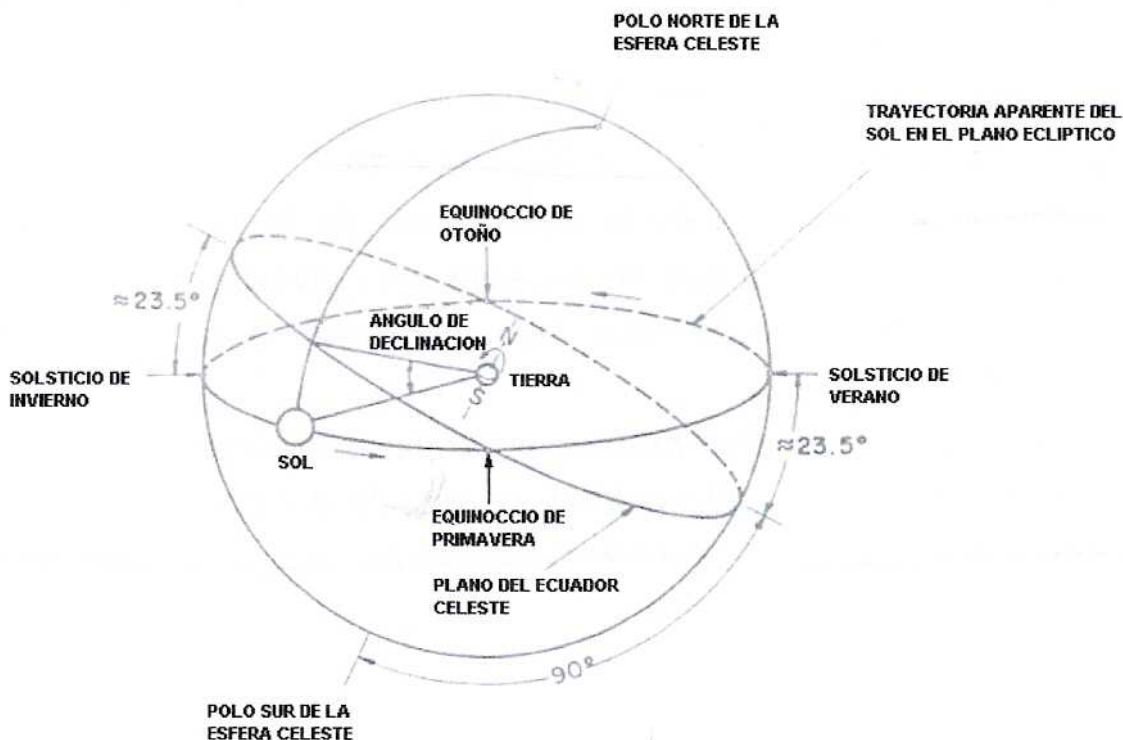 POLO NORTE DE LA
ESFERA CELESTE
TRAYECTORIA APARENTE DEL
SOL EN EL PLANO ECLIPTICO
EQUINOCCIO DE
OTOÑO
≈23.5°
ANGULO DE
DECLINACION
N
TIERRA
S
SOLSTICIO DE
INVIERNO
SOLSTICIO DE
VERANO
SOL
≈23.5°
EQUINOCCIO DE
PRIMAVERA
PLANO DEL ECUADOR
CELESTE
90º
POLO SUR DE LA
ESFERA CELESTE